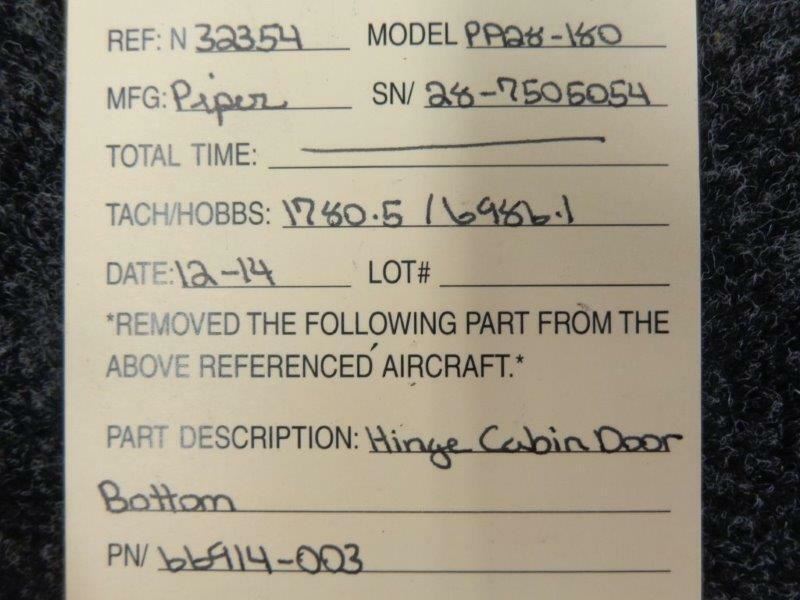 REF: N 32354 MODEL PA28-180
MFG: Piper SN/ 28-7505054
TOTAL TIME:
TACH/HOBBS: 1780.5 / 6986.1
DATE: 12-14 LOT#
*REMOVED THE FOLLOWING PART FROM THE
ABOVE REFERENCED AIRCRAFT.*
PART DESCRIPTION: Hinge Cabin Door
Bottom
PN/ 66914-003